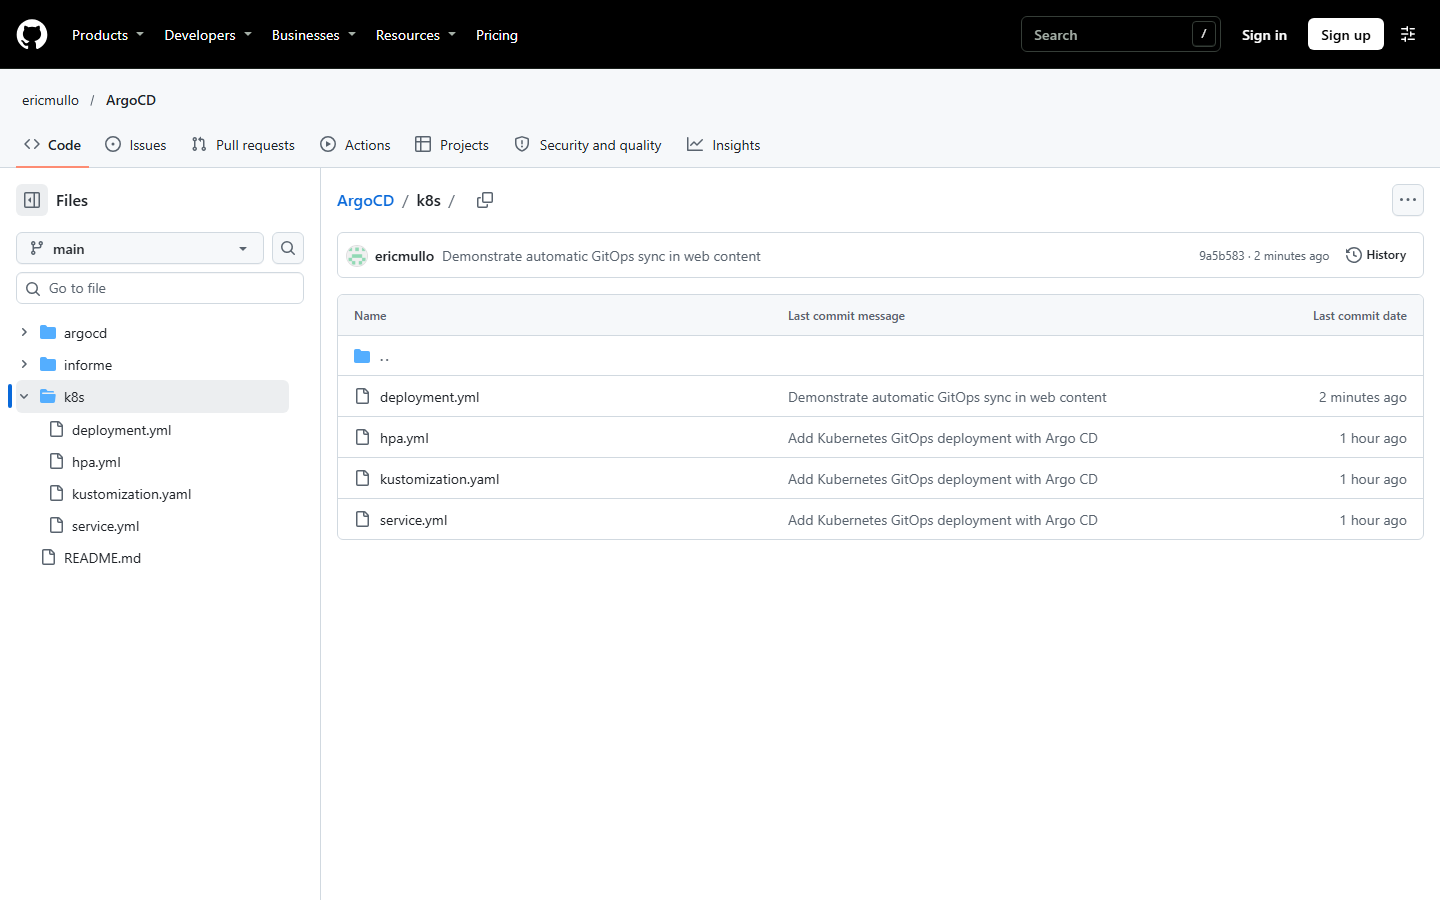 Products Developers Businesses Resources Pricing Search / Sign in Sign up
ericmullo / ArgoCD
Code Issues Pull requests Actions Projects Security and quality Insights
Files
main
Go to file
argocd
informe
k8s
deployment.yml
hpa.yml
kustomization.yaml
service.yml
README.md
ArgoCD / k8s /
ericmullo Demonstrate automatic GitOps sync in web content 9a5b583 · 2 minutes ago History
Name Last commit message Last commit date
..
deployment.yml Demonstrate automatic GitOps sync in web content 2 minutes ago
hpa.yml Add Kubernetes GitOps deployment with Argo CD 1 hour ago
kustomization.yaml Add Kubernetes GitOps deployment with Argo CD 1 hour ago
service.yml Add Kubernetes GitOps deployment with Argo CD 1 hour ago